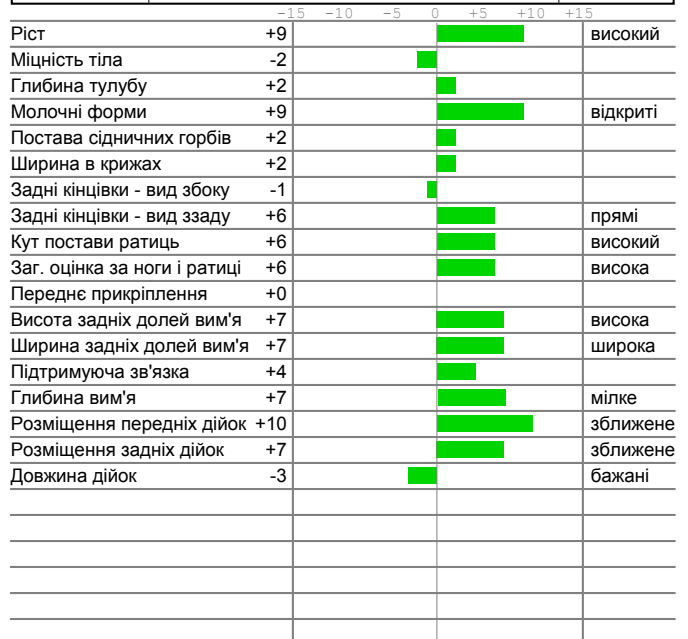 -15 -10 -5 0 +5 +10 +15
Ріст +9 високий
Міцність тіла -2
Глибина тулубу +2
Молочні форми +9 відкриті
Постава сідничних горбів +2
Ширина в крижах +2
Задні кінцівки - вид збоку -1
Задні кінцівки - вид ззаду +6 прямі
Кут постави ратиць +6 високий
Заг. оцінка за ноги і ратиці +6 висока
Переднє прикріплення +0
Висота задніх долей вим'я +7 висока
Ширина задніх долей вим'я +7 широка
Підтримуюча зв'язка +4
Глибина вим'я +7 мілке
Розміщення передніх дійок +10 зближене
Розміщення задніх дійок +7 зближене
Довжина дійок -3 бажані